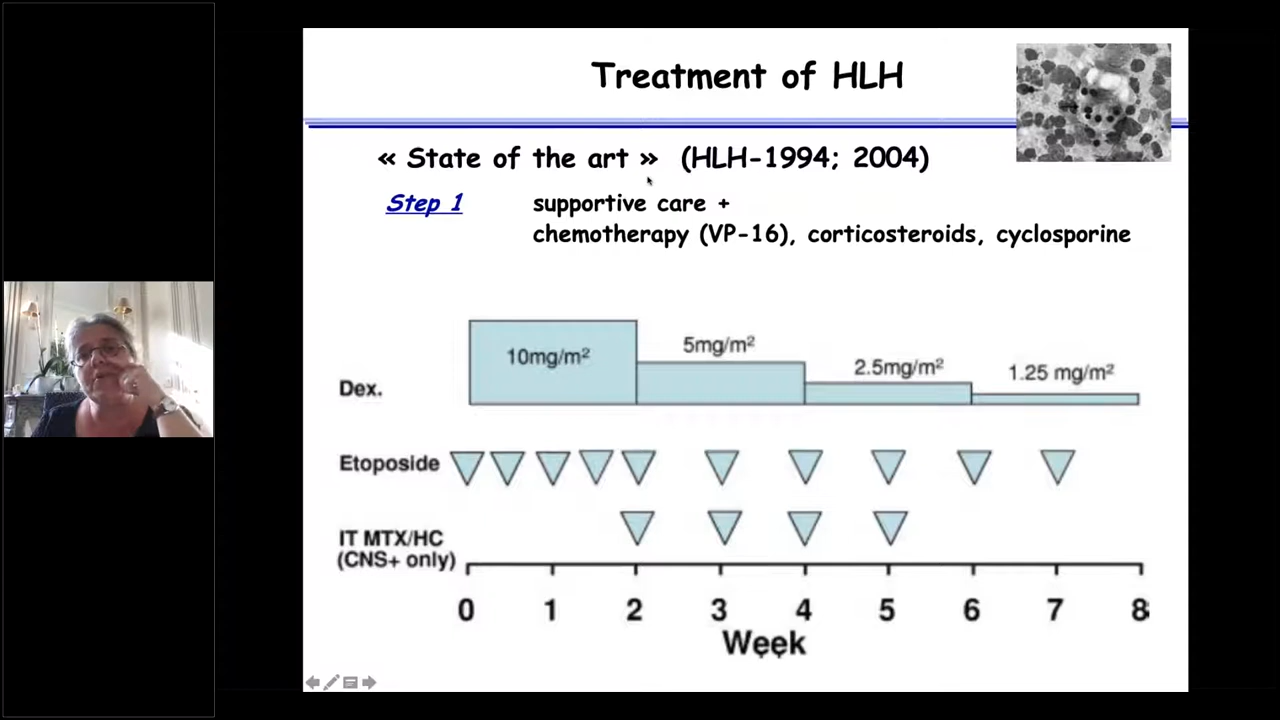 Treatment of HLH
« State of the art » (HLH-1994; 2004)
Step 1 supportive care +
chemotherapy (VP-16), corticosteroids, cyclosporine
10mg/m²
5mg/m²
2.5mg/m²
1.25 mg/m²
Dex.
Etoposide
IT MTX/HC
(CNS+ only)
0 1 2 3 4 5 6 7 8
Week